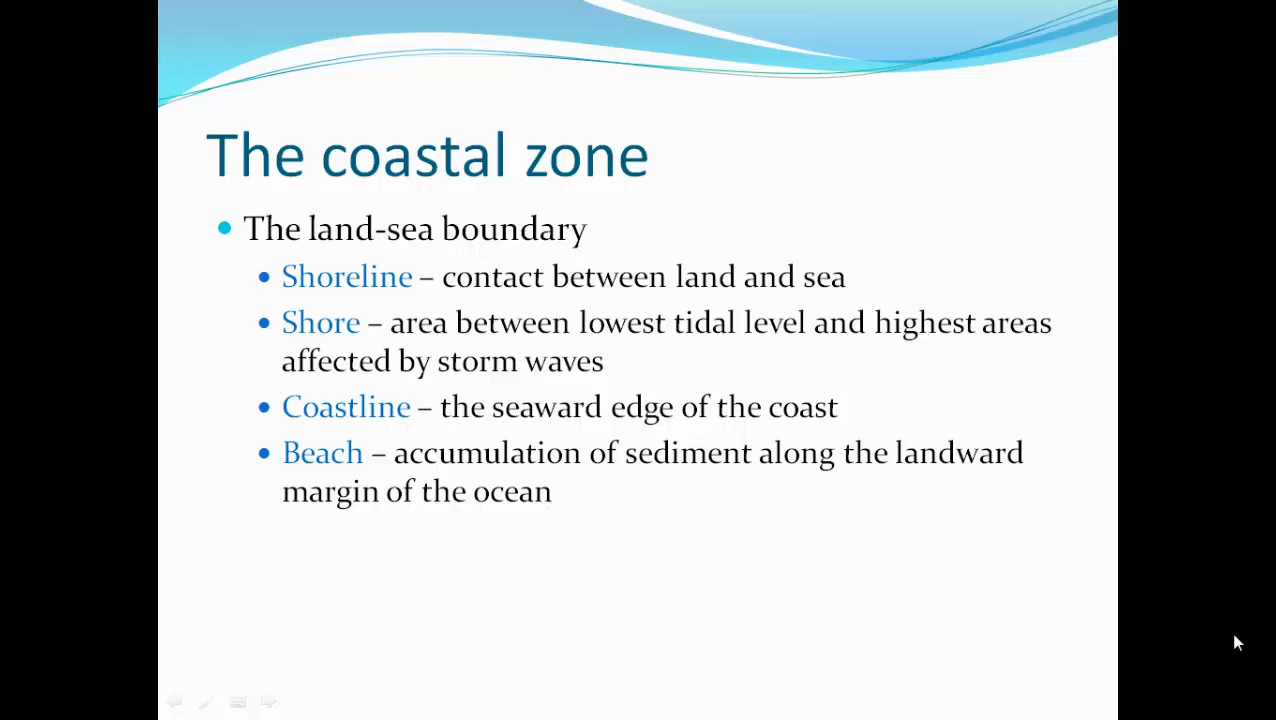 The coastal zone
• The land-sea boundary
• Shoreline – contact between land and sea
• Shore – area between lowest tidal level and highest areas
affected by storm waves
• Coastline – the seaward edge of the coast
• Beach – accumulation of sediment along the landward
margin of the ocean